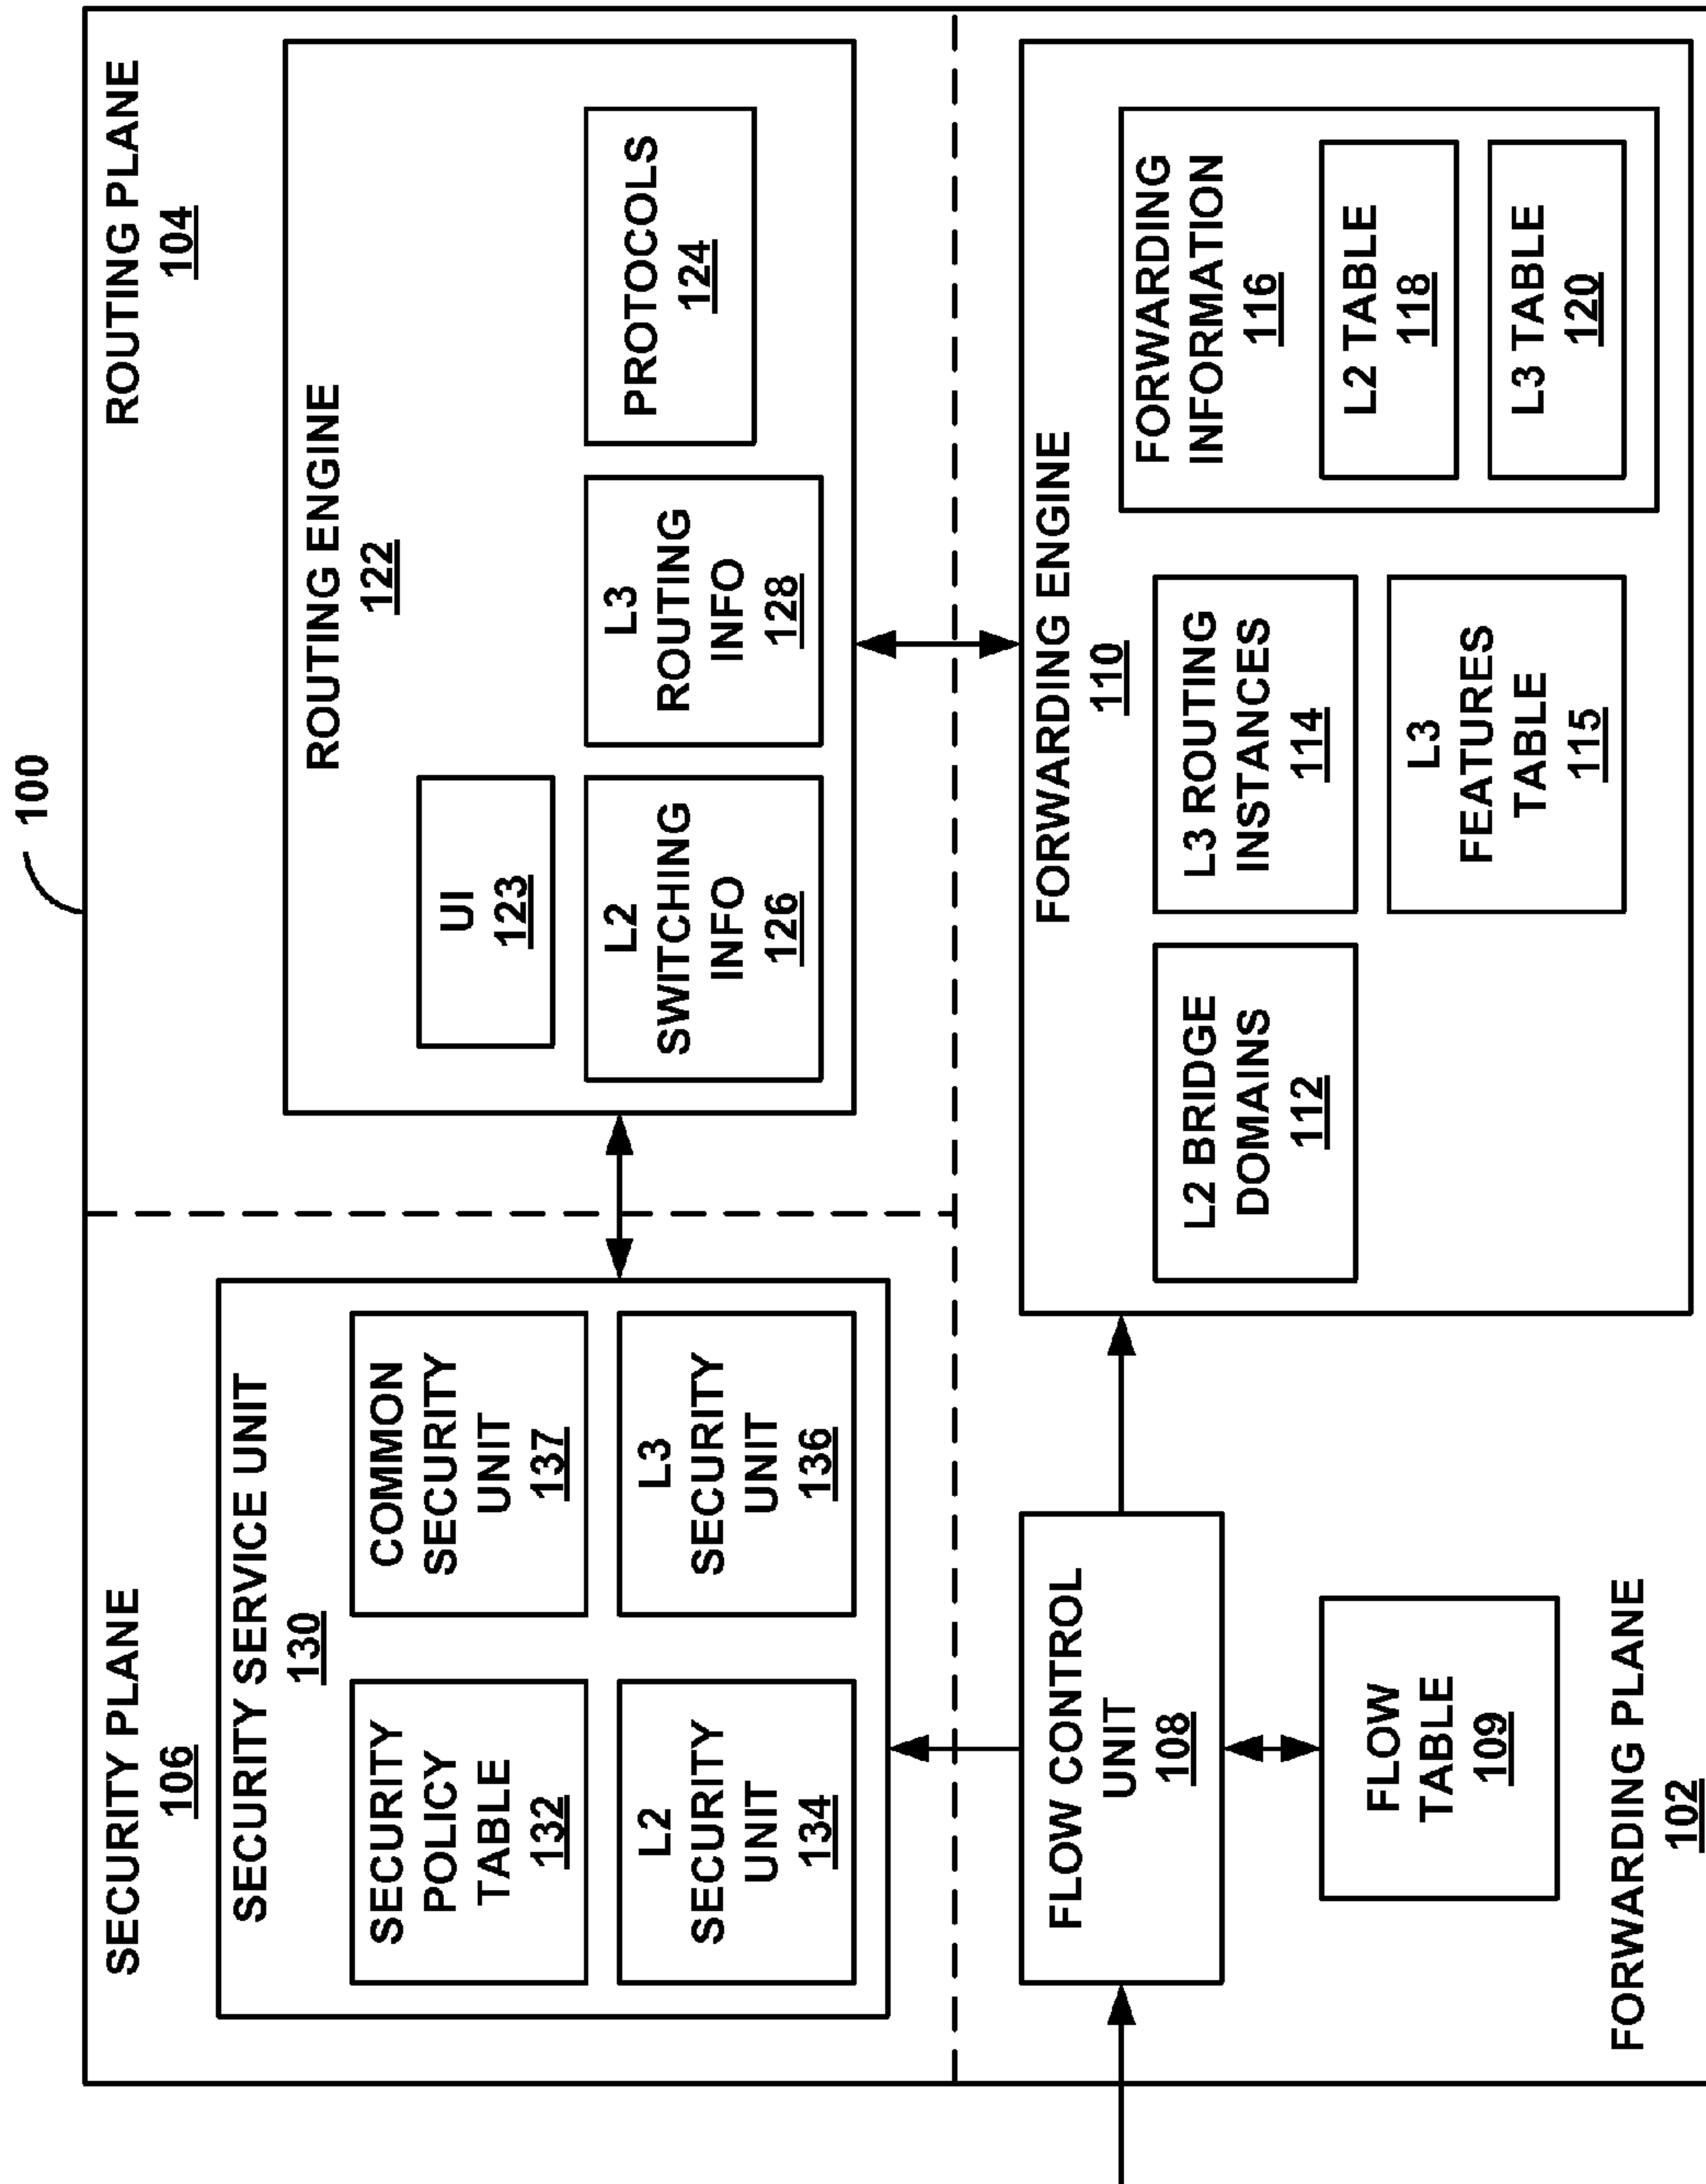 100
SECURITY PLANE
106
SECURITY SERVICE UNIT
130
SECURITY
POLICY
TABLE
132
COMMON
SECURITY
UNIT
137
L2
SECURITY
UNIT
134
L3
SECURITY
UNIT
136
ROUTING PLANE
104
ROUTING ENGINE
122
UI
123
L2
SWITCHING
INFO
126
L3
ROUTING
INFO
128
PROTOCOLS
124
FLOW CONTROL
UNIT
108
FLOW
TABLE
109
FORWARDING PLANE
102
FORWARDING ENGINE
110
L2 BRIDGE
DOMAINS
112
L3 ROUTING
INSTANCES
114
L3
FEATURES
TABLE
115
FORWARDING
INFORMATION
116
L2 TABLE
118
L3 TABLE
120